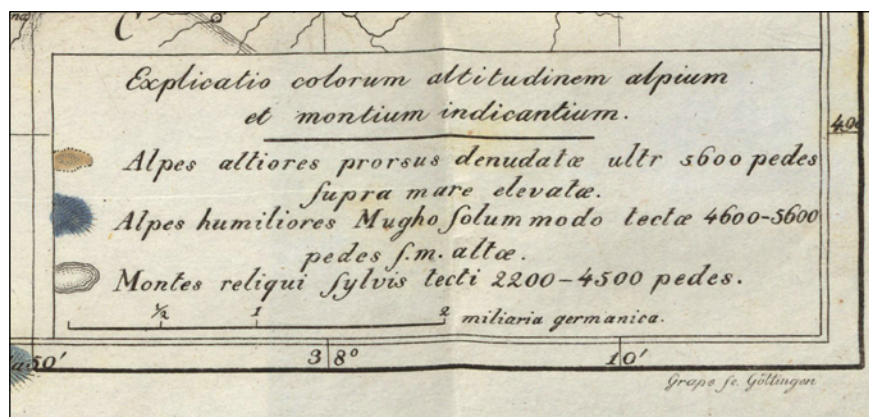 Explicatio colorum altitudinem alpium
et montium indicantium.
Alpes altiores prorsus denudatæ ultr 5600 pedes
ſupra mare elevatæ.
Alpes humiliores Mugho ſolummodo tectæ 4600-5600
pedes ſ.m. altæ.
Montes reliqui ſylvis tecti 2200-4500 pedes.
½ 1 2 miliaria germanica.
50' 38° 10'
Grape ſc. Göttingen